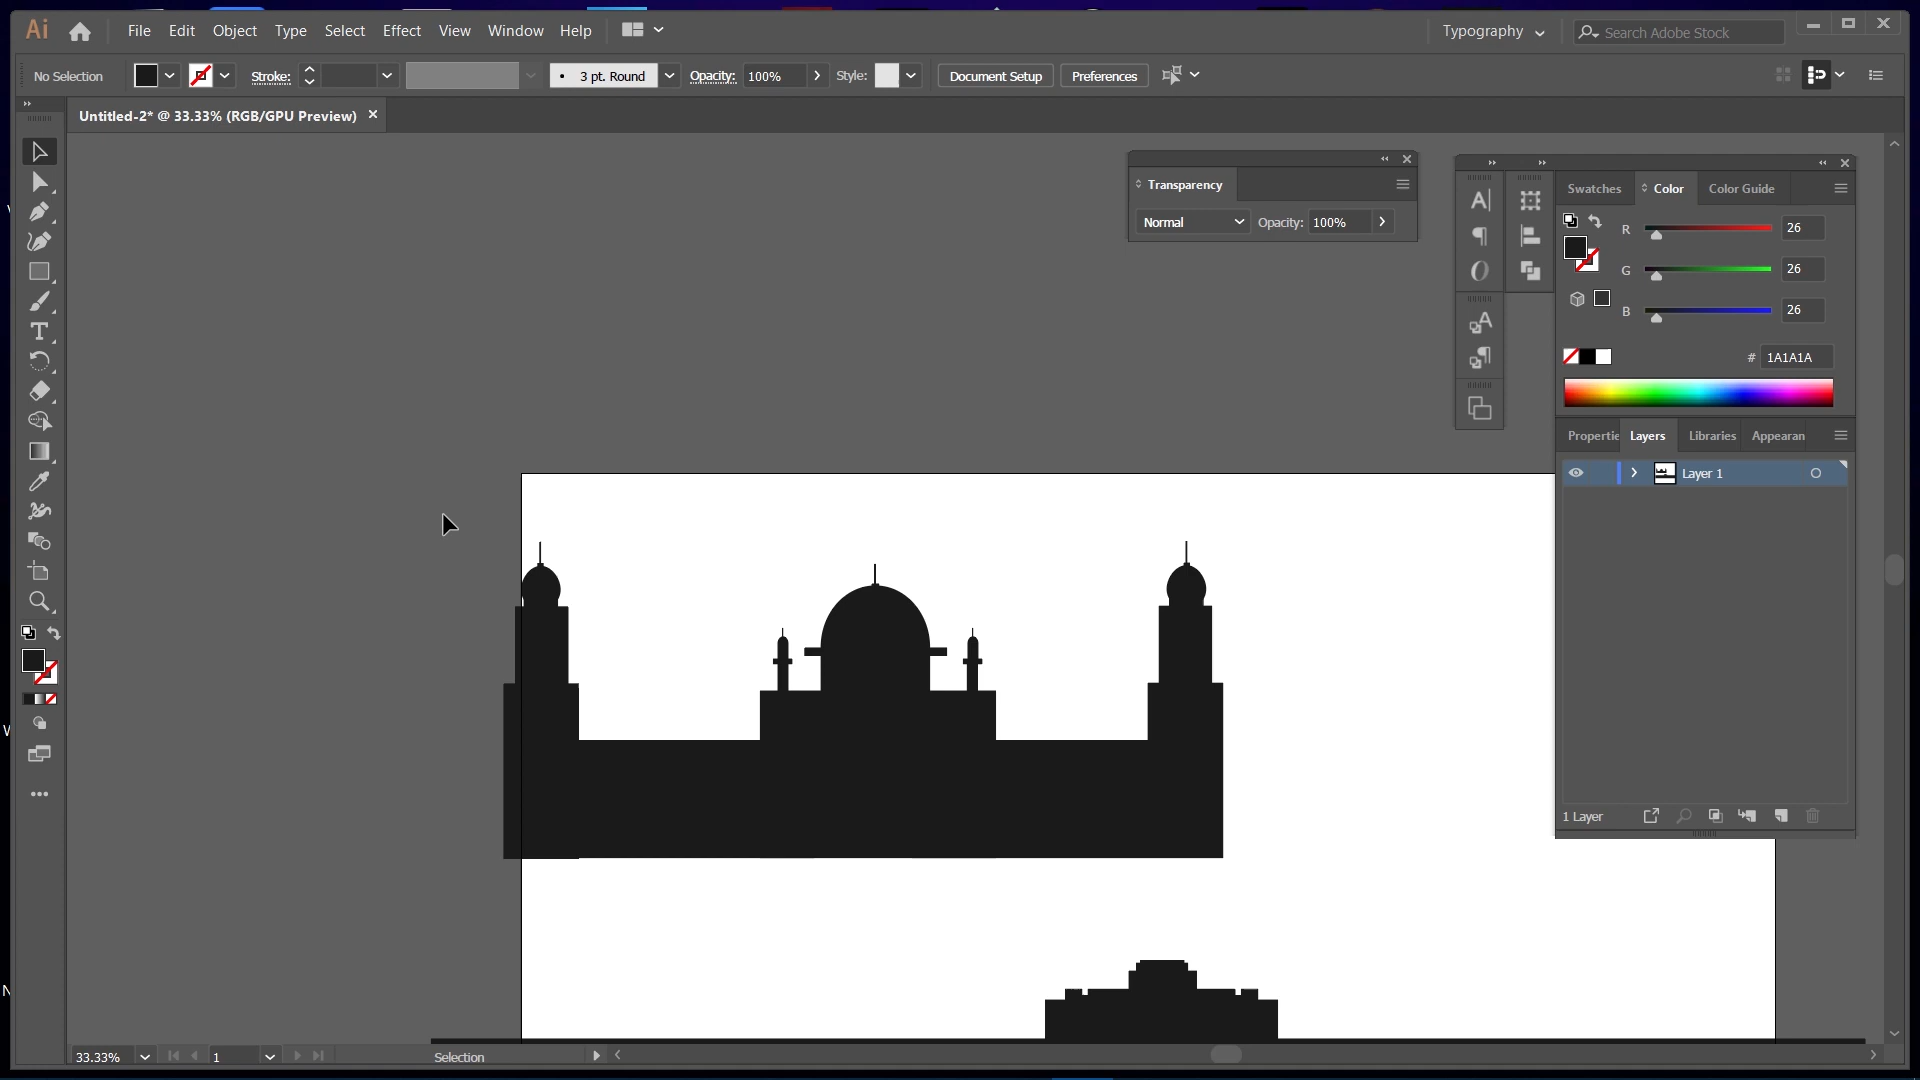 Ai File Edit Object Type Select Effect View Window Help Typography Search Adobe Stock
No Selection Stroke: 3 pt. Round Opacity: 100% Style: Document Setup Preferences
Untitled-2* @ 33.33% (RGB/GPU Preview)
Transparency
Normal Opacity: 100%
Swatches Color Color Guide
R 26
G 26
B 26
# 1A1A1A
Properties Layers Libraries Appearan
Layer 1
1 Layer
33.33% 1 Selection